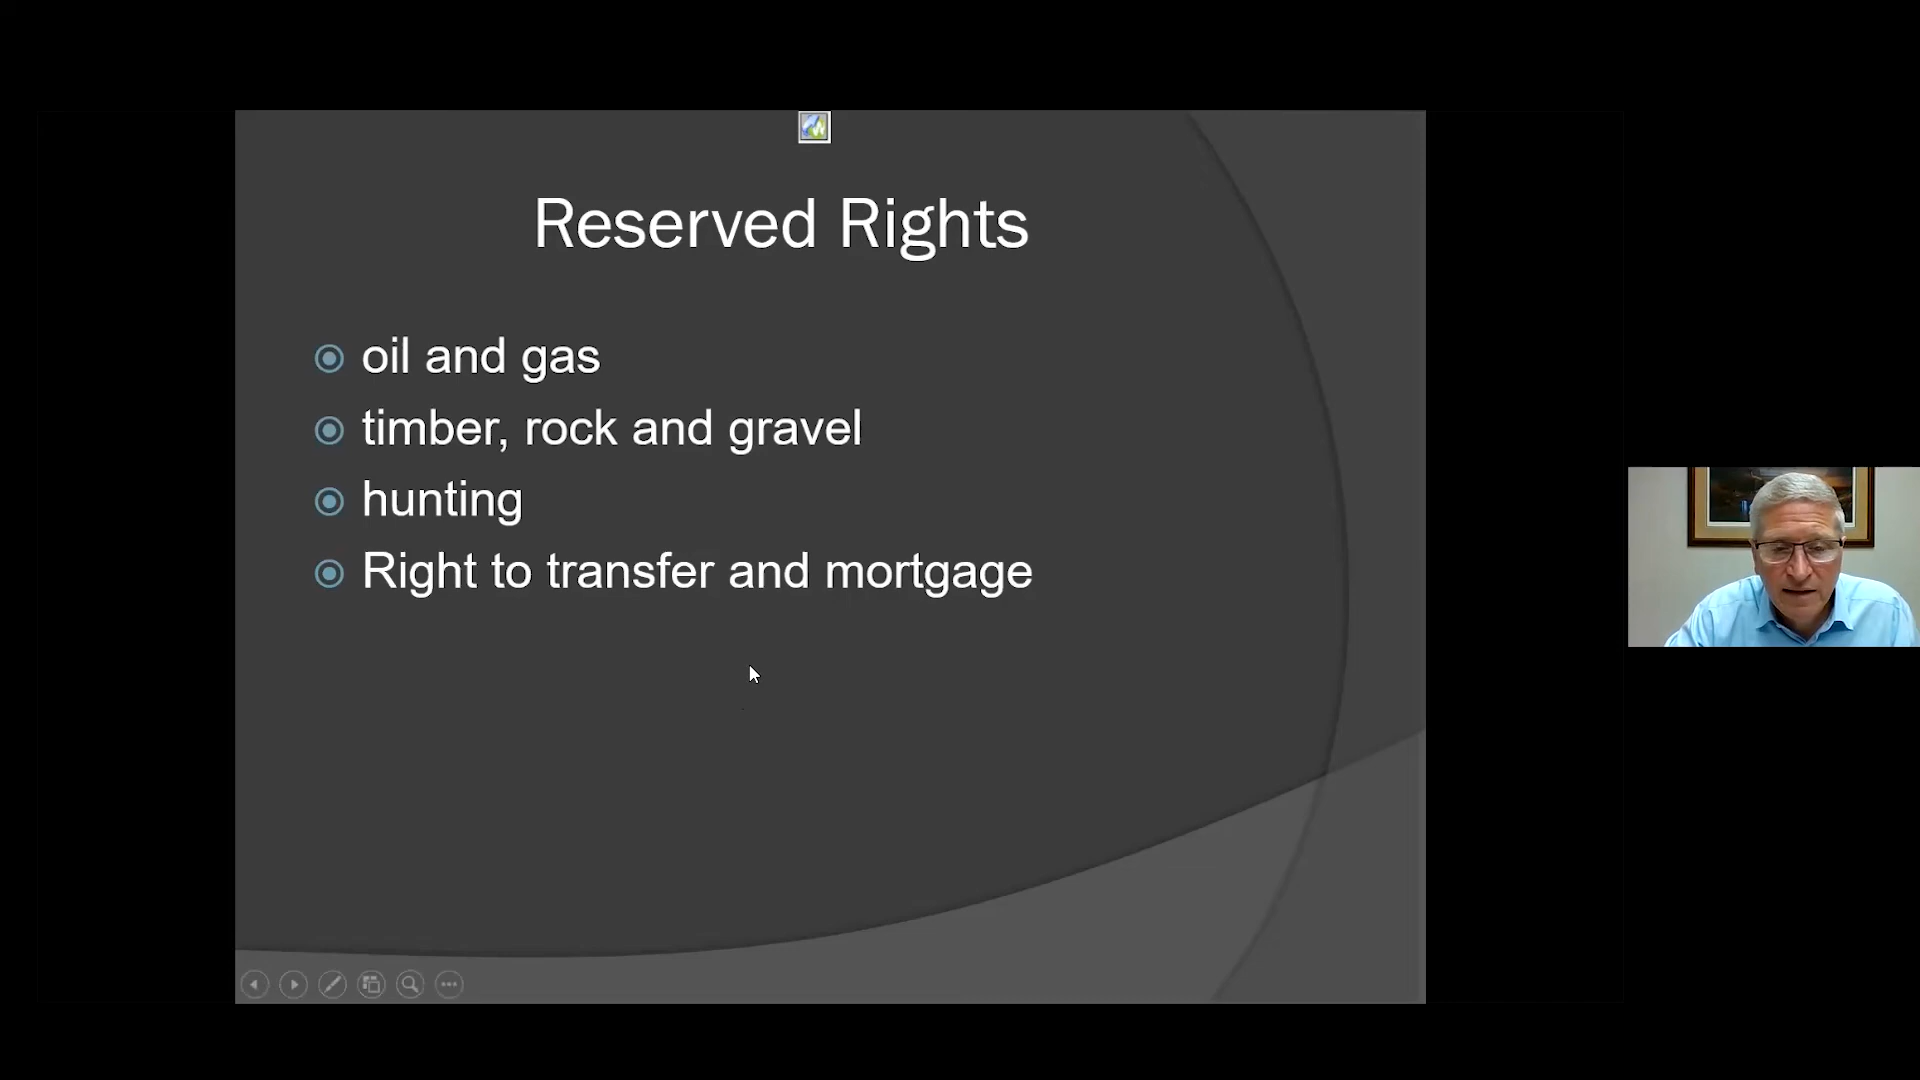 Reserved Rights
oil and gas
timber, rock and gravel
hunting
Right to transfer and mortgage